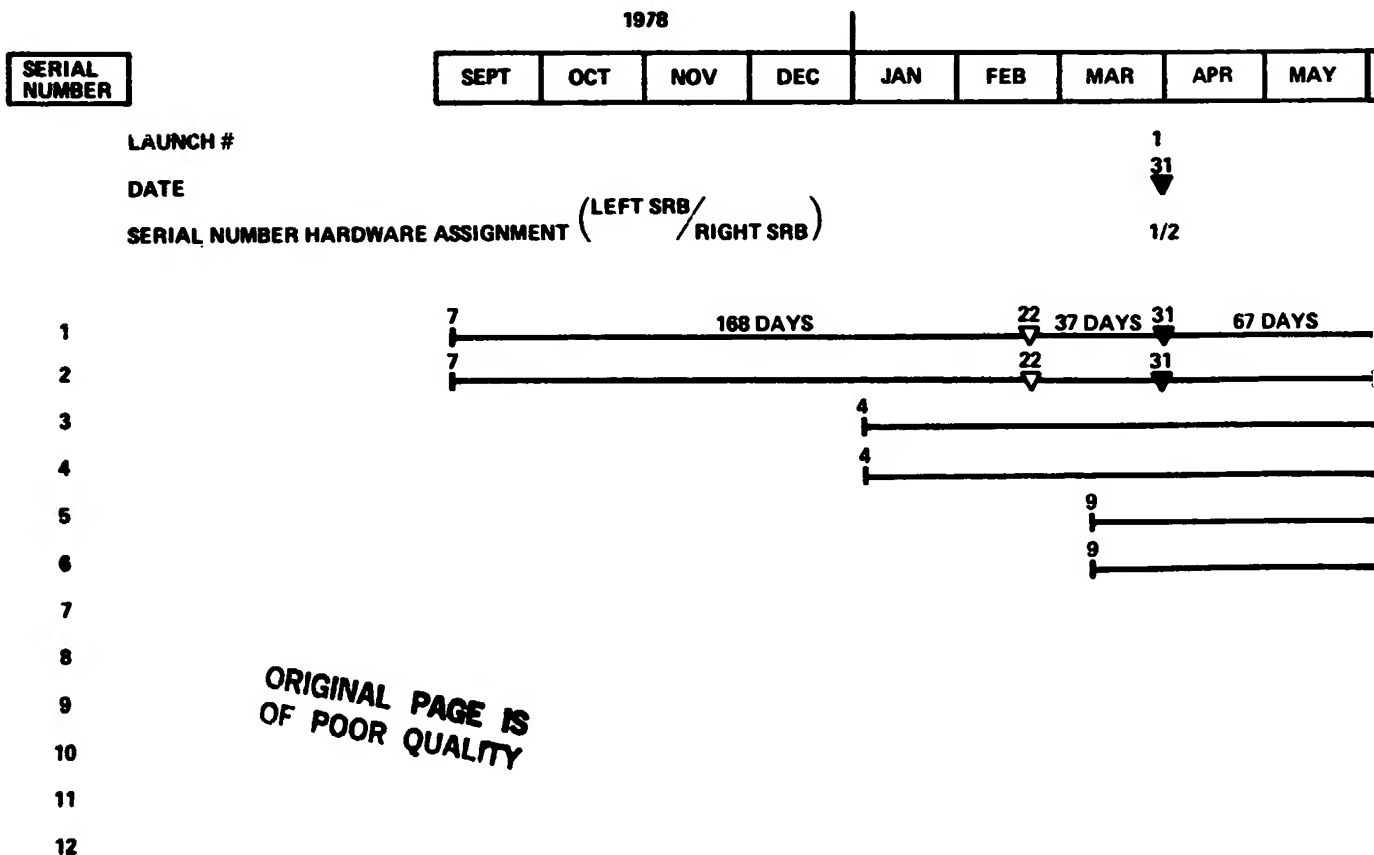 1978
SERIAL NUMBER
SEPT OCT NOV DEC JAN FEB MAR APR MAY
LAUNCH # 1
DATE 31
SERIAL NUMBER HARDWARE ASSIGNMENT (LEFT SRB/RIGHT SRB) 1/2
1 7 168 DAYS 22 37 DAYS 31 67 DAYS
2 7 22 31
3 4
4 4
5 9
6 9
7
8
9
10
11
12
ORIGINAL PAGE IS
OF POOR QUALITY